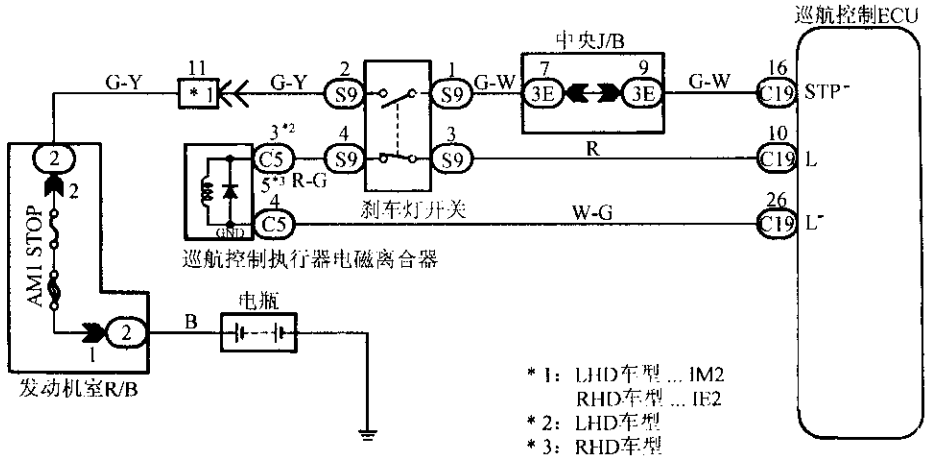 巡航控制ECU
中央J/B
G-Y
11
* 1
G-Y
2
S9
1
S9
G-W
7
3E
9
3E
G-W
16
C19
STP-
3*2
C5
5*3
R-G
4
S9
3
S9
R
10
C19
L
刹车灯开关
4
C5
GND
W-G
26
C19
L-
巡航控制执行器电磁离合器
2
2
AM1 STOP
1
2
B
电瓶
发动机室R/B
* 1: LHD车型 ... IM2
RHD车型 ... IE2
* 2: LHD车型
* 3: RHD车型